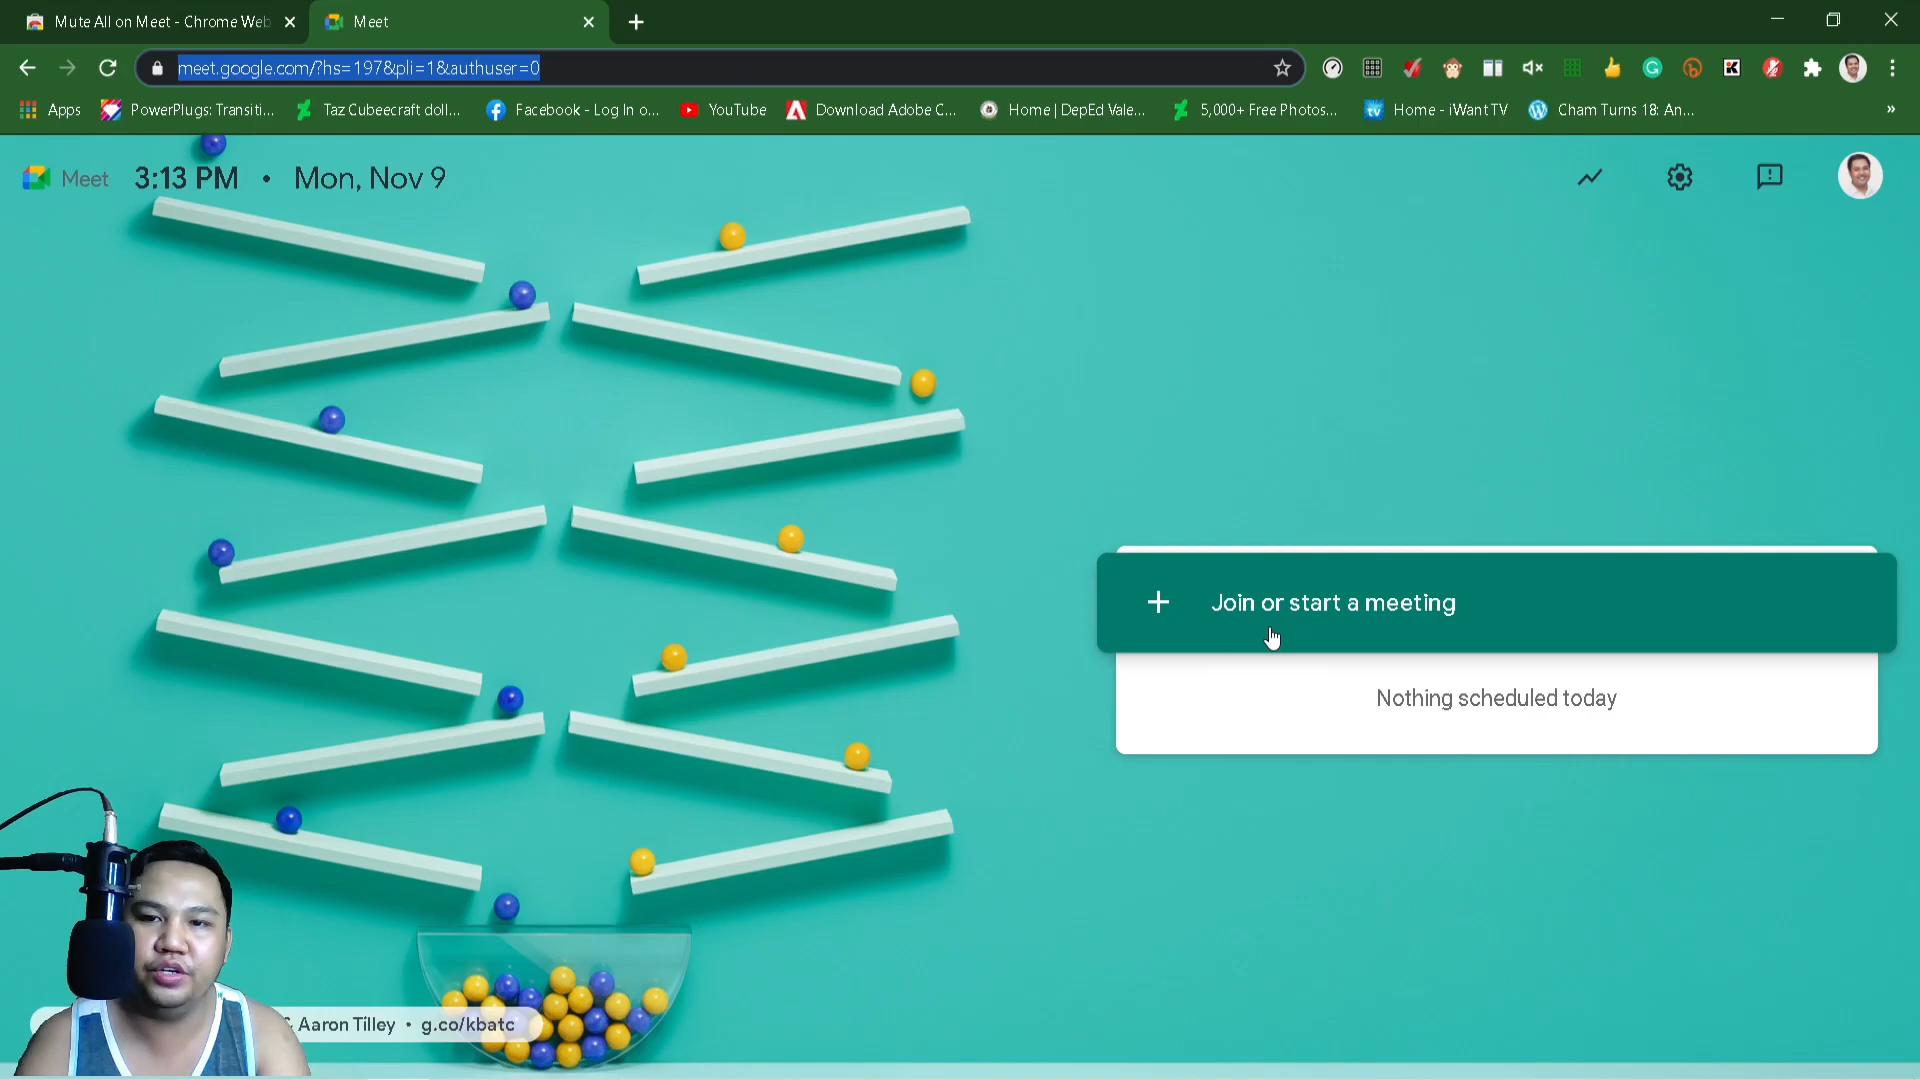 Mute All on Meet - Chrome Web
Meet
meet.google.com/?hs=197&pli=1&authuser=0
Apps
PowerPlugs: Transiti...
Taz Cubeecraft doll...
Facebook - Log In o...
YouTube
Download Adobe C...
Home | DepEd Vale...
5,000+ Free Photos...
Home - iWantTV
Cham Turns 18: An...
Meet 3:13 PM • Mon, Nov 9
Join or start a meeting
Nothing scheduled today
& Aaron Tilley • g.co/kbatc